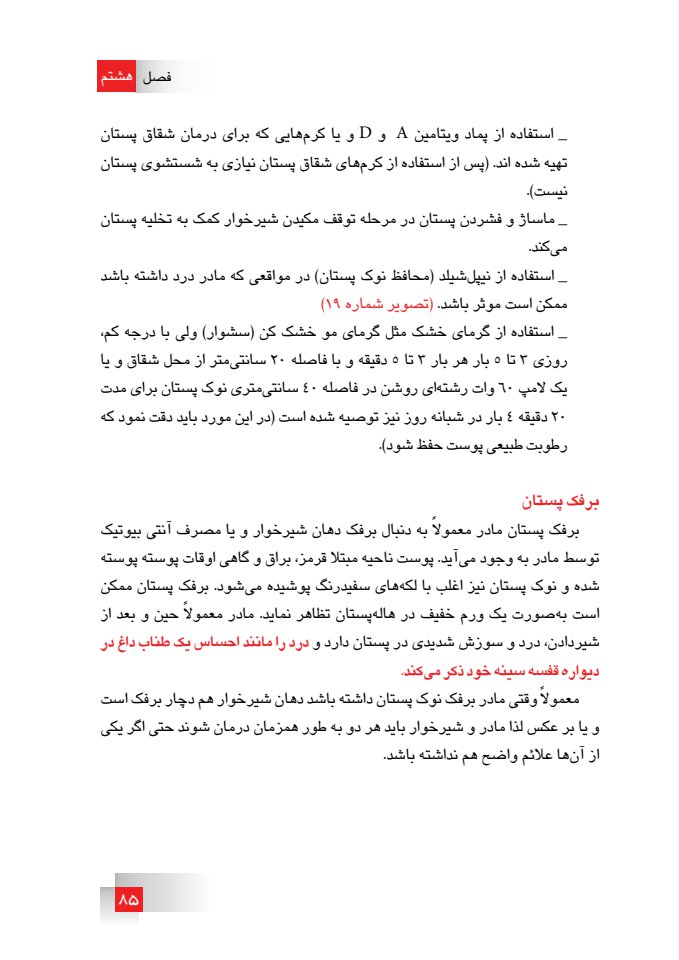 فصل هشتم
_ استفاده از پماد ویتامین A و D و یا کرم‌هایی که برای درمان شقاق پستان
تهیه شده اند. (پس از استفاده از کرم‌های شقاق پستان نیازی به شستشوی پستان
نیست).
_ ماساژ و فشردن پستان در مرحله توقف مکیدن شیرخوار کمک به تخلیه پستان
می‌کند.
_ استفاده از نیپل‌شیلد (محافظ نوک پستان) در مواقعی که مادر درد داشته باشد
ممکن است موثر باشد. (تصویر شماره ۱۹)
_ استفاده از گرمای خشک مثل گرمای مو خشک کن (سشوار) ولی با درجه کم،
روزی ۳ تا ٥ بار هر بار ۳ تا ٥ دقیقه و با فاصله ۲۰ سانتی‌متر از محل شقاق و یا
یک لامپ ٦۰ وات رشته‌ای روشن در فاصله ٤۰ سانتی‌متری نوک پستان برای مدت
۲۰ دقیقه ٤ بار در شبانه روز نیز توصیه شده است (در این مورد باید دقت نمود که
رطوبت طبیعی پوست حفظ شود).
برفک پستان
برفک پستان مادر معمولاً به دنبال برفک دهان شیرخوار و یا مصرف آنتی بیوتیک
توسط مادر به وجود می‌آید. پوست ناحیه مبتلا قرمز، براق و گاهی اوقات پوسته پوسته
شده و نوک پستان نیز اغلب با لکه‌های سفیدرنگ پوشیده می‌شود. برفک پستان ممکن
است به‌صورت یک ورم خفیف در هاله‌پستان تظاهر نماید. مادر معمولاً حین و بعد از
شیردادن، درد و سوزش شدیدی در پستان دارد و درد را مانند احساس یک طناب داغ در
دیواره قفسه سینه خود ذکر می‌کند.
معمولاً وقتی مادر برفک نوک پستان داشته باشد دهان شیرخوار هم دچار برفک است
و یا بر عکس لذا مادر و شیرخوار باید هر دو به طور همزمان درمان شوند حتی اگر یکی
از آن‌ها علائم واضح هم نداشته باشد.
۸۵